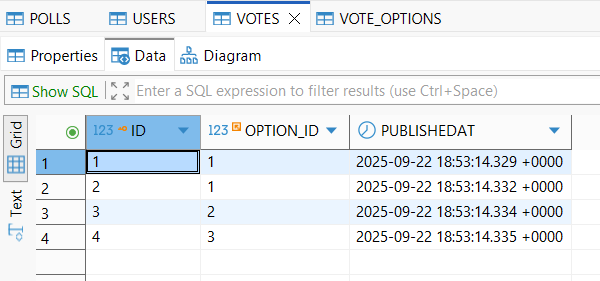 POLLS USERS VOTES VOTE_OPTIONS
Properties Data Diagram
Show SQL Enter a SQL expression to filter results (use Ctrl+Space)
Grid
Text
123 ID 123 OPTION_ID PUBLISHEDAT
1 1 1 2025-09-22 18:53:14.329 +0000
2 2 1 2025-09-22 18:53:14.332 +0000
3 3 2 2025-09-22 18:53:14.334 +0000
4 4 3 2025-09-22 18:53:14.335 +0000